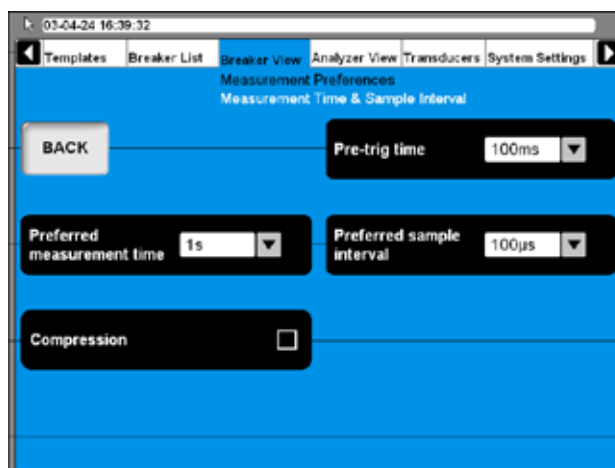 03-04-24 16:39:32
Templates Breaker List Breaker View Analyzer View Transducers System Settings
Measurement Preferences
Measurement Time & Sample Interval
BACK
Pre-trig time 100ms
Preferred measurement time 1s
Preferred sample interval 100µs
Compression